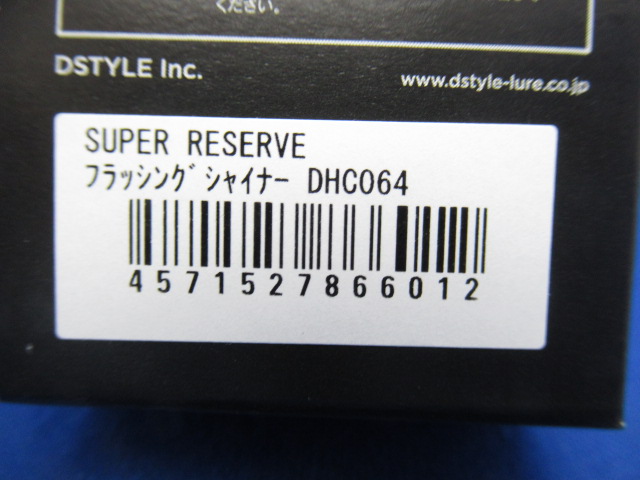 ください。
DSTYLE Inc.
www.dstyle-lure.co.jp
SUPER RESERVE
ﾌﾗｯｼﾝｸﾞｼｬｲﾅｰ DHC064
4571527866012